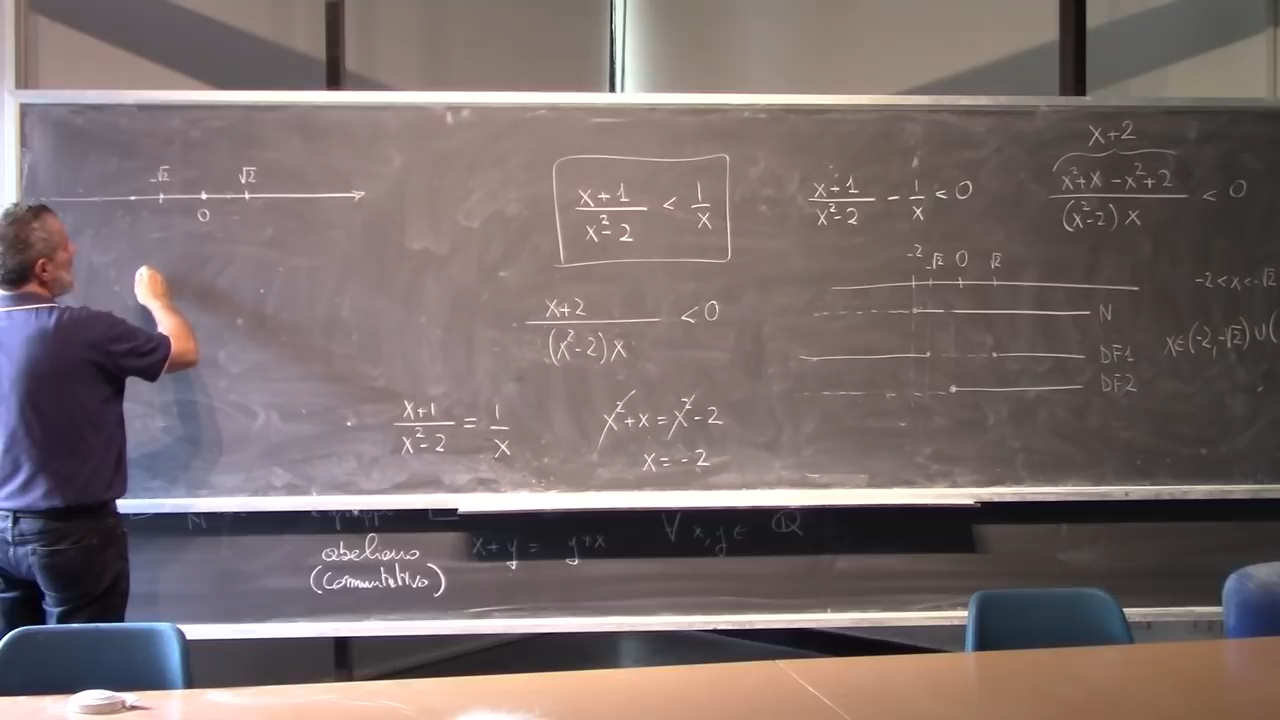 -√2 √2
0
x+1 / x²-2 < 1/x
x+2 / (x²-2)x < 0
x+1 / x²-2 = 1/x
x²+x = x²-2
x = -2
x+1 / x²-2 - 1/x < 0
x+2
x²+x-x²+2 / (x²-2)x < 0
-2 -√2 0 √2
N
DF1
DF2
-2<x<-√2
x∈(-2,-√2)∪(
abeliano
(commutativo)
x+y = y+x ∀ x,y ∈ ℚ